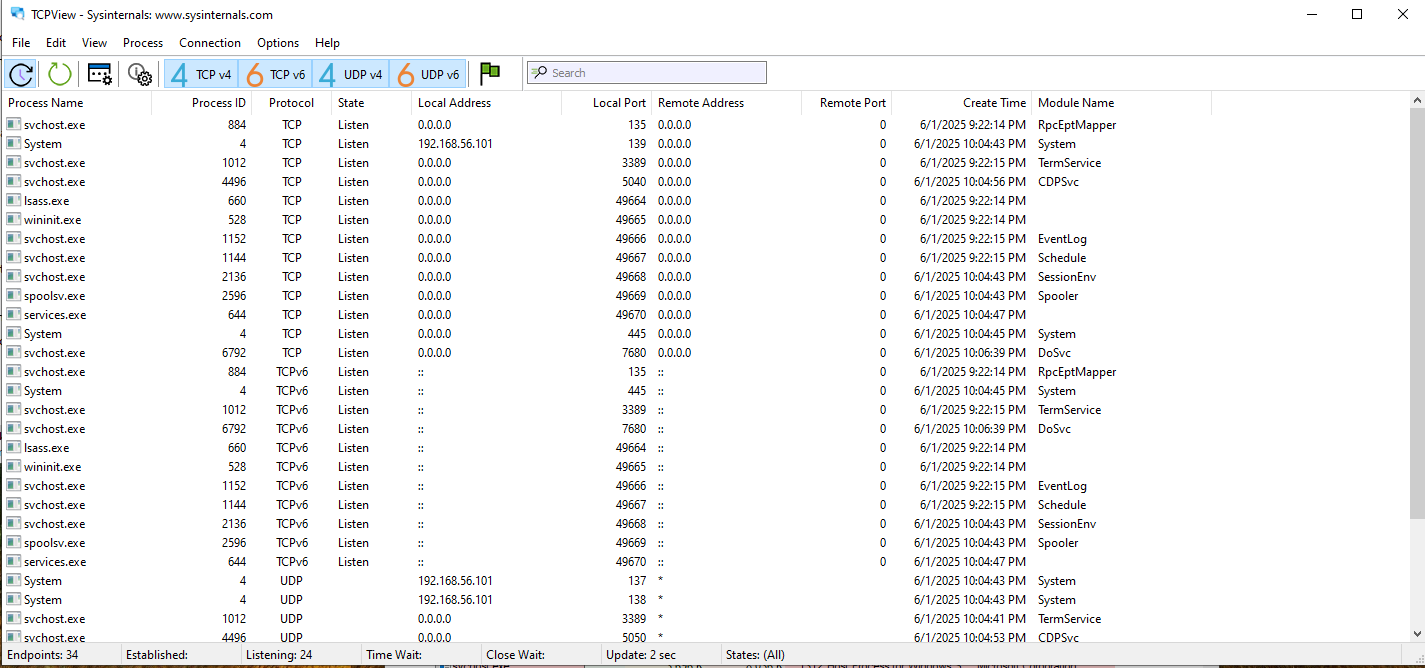 TCPView - Sysinternals: www.sysinternals.com
File Edit View Process Connection Options Help
4 TCP v4 6 TCP v6 4 UDP v4 6 UDP v6 Search
Process Name Process ID Protocol State Local Address Local Port Remote Address Remote Port Create Time Module Name
svchost.exe 884 TCP Listen 0.0.0.0 135 0.0.0.0 0 6/1/2025 9:22:14 PM RpcEptMapper
System 4 TCP Listen 192.168.56.101 139 0.0.0.0 0 6/1/2025 10:04:43 PM System
svchost.exe 1012 TCP Listen 0.0.0.0 3389 0.0.0.0 0 6/1/2025 9:22:15 PM TermService
svchost.exe 4496 TCP Listen 0.0.0.0 5040 0.0.0.0 0 6/1/2025 10:04:56 PM CDPSvc
lsass.exe 660 TCP Listen 0.0.0.0 49664 0.0.0.0 0 6/1/2025 9:22:14 PM
wininit.exe 528 TCP Listen 0.0.0.0 49665 0.0.0.0 0 6/1/2025 9:22:14 PM
svchost.exe 1152 TCP Listen 0.0.0.0 49666 0.0.0.0 0 6/1/2025 9:22:15 PM EventLog
svchost.exe 1144 TCP Listen 0.0.0.0 49667 0.0.0.0 0 6/1/2025 9:22:15 PM Schedule
svchost.exe 2136 TCP Listen 0.0.0.0 49668 0.0.0.0 0 6/1/2025 10:04:43 PM SessionEnv
spoolsv.exe 2596 TCP Listen 0.0.0.0 49669 0.0.0.0 0 6/1/2025 10:04:43 PM Spooler
services.exe 644 TCP Listen 0.0.0.0 49670 0.0.0.0 0 6/1/2025 10:04:47 PM
System 4 TCP Listen 0.0.0.0 445 0.0.0.0 0 6/1/2025 10:04:45 PM System
svchost.exe 6792 TCP Listen 0.0.0.0 7680 0.0.0.0 0 6/1/2025 10:06:39 PM DoSvc
svchost.exe 884 TCPv6 Listen :: 135 :: 0 6/1/2025 9:22:14 PM RpcEptMapper
System 4 TCPv6 Listen :: 445 :: 0 6/1/2025 10:04:45 PM System
svchost.exe 1012 TCPv6 Listen :: 3389 :: 0 6/1/2025 9:22:15 PM TermService
svchost.exe 6792 TCPv6 Listen :: 7680 :: 0 6/1/2025 10:06:39 PM DoSvc
lsass.exe 660 TCPv6 Listen :: 49664 :: 0 6/1/2025 9:22:14 PM
wininit.exe 528 TCPv6 Listen :: 49665 :: 0 6/1/2025 9:22:14 PM
svchost.exe 1152 TCPv6 Listen :: 49666 :: 0 6/1/2025 9:22:15 PM EventLog
svchost.exe 1144 TCPv6 Listen :: 49667 :: 0 6/1/2025 9:22:15 PM Schedule
svchost.exe 2136 TCPv6 Listen :: 49668 :: 0 6/1/2025 10:04:43 PM SessionEnv
spoolsv.exe 2596 TCPv6 Listen :: 49669 :: 0 6/1/2025 10:04:43 PM Spooler
services.exe 644 TCPv6 Listen :: 49670 :: 0 6/1/2025 10:04:47 PM
System 4 UDP 192.168.56.101 137 * 6/1/2025 10:04:43 PM System
System 4 UDP 192.168.56.101 138 * 6/1/2025 10:04:43 PM System
svchost.exe 1012 UDP 0.0.0.0 3389 * 6/1/2025 10:04:41 PM TermService
svchost.exe 4496 UDP 0.0.0.0 5050 * 6/1/2025 10:04:53 PM CDPSvc
Endpoints: 34 Established: Listening: 24 Time Wait: Close Wait: Update: 2 sec States: (All)